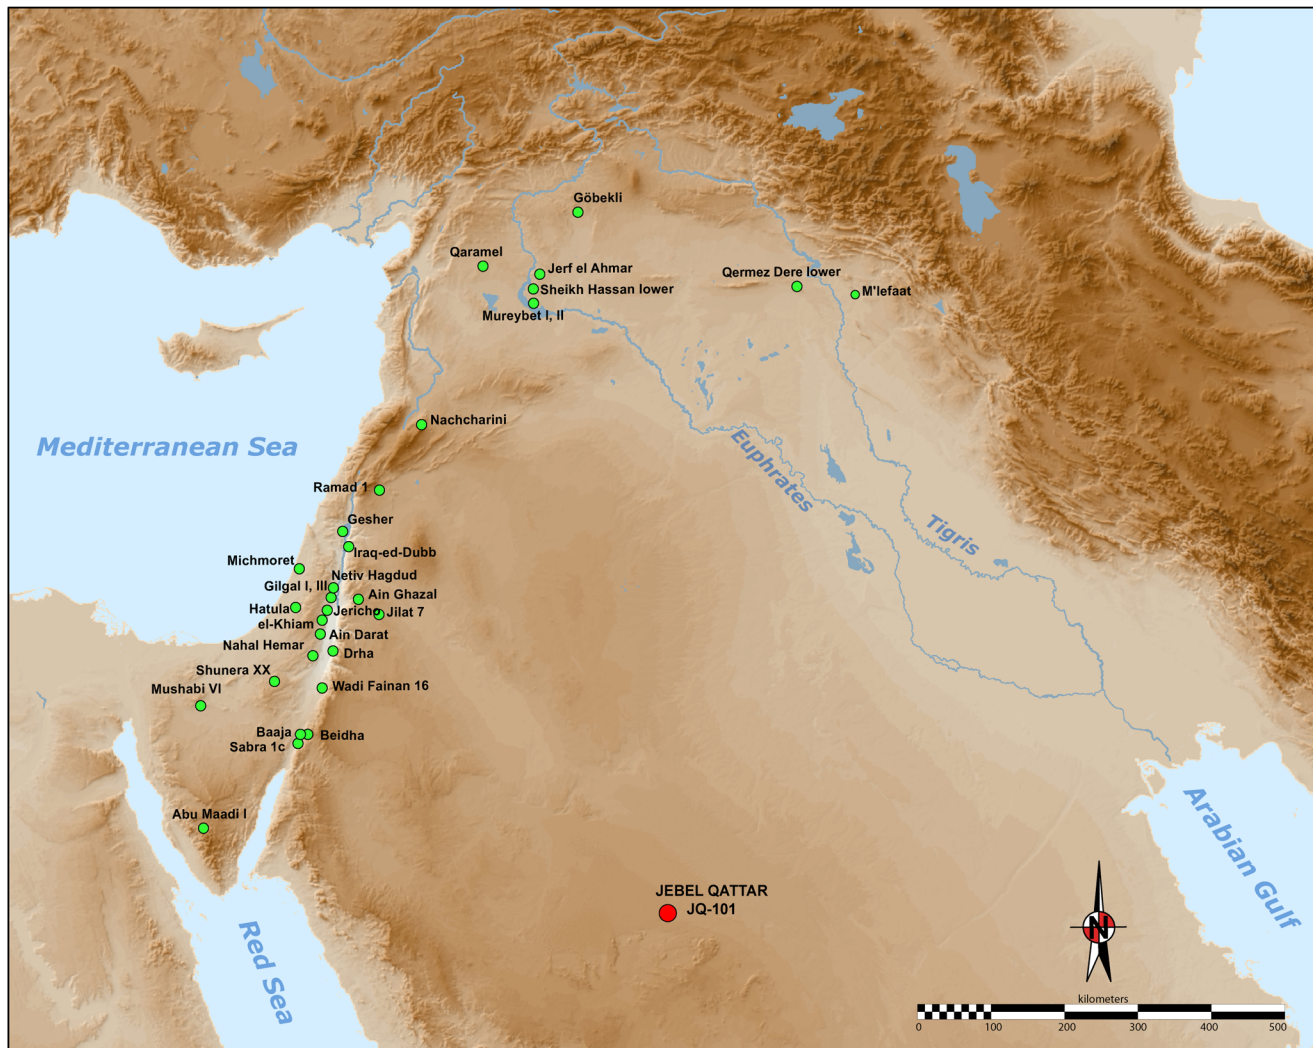 Göbekli
Qaramel
Jerf el Ahmar
Qermez Dere lower
Sheikh Hassan lower
M'lefaat
Mureybet I, II
Nachcharini
Mediterranean Sea
Euphrates
Ramad 1
Gesher
Tigris
Iraq-ed-Dubb
Michmoret
Netiv Hagdud
Gilgal I, III
Ain Ghazal
Hatula
Jericho
Jilat 7
el-Khiam
Ain Darat
Nahal Hemar
Drha
Shunera XX
Wadi Fainan 16
Mushabi VI
Baaja
Beidha
Sabra 1c
Abu Maadi I
Arabian Gulf
JEBEL QATTAR
JQ-101
Red Sea
N
kilometers
0 100 200 300 400 500